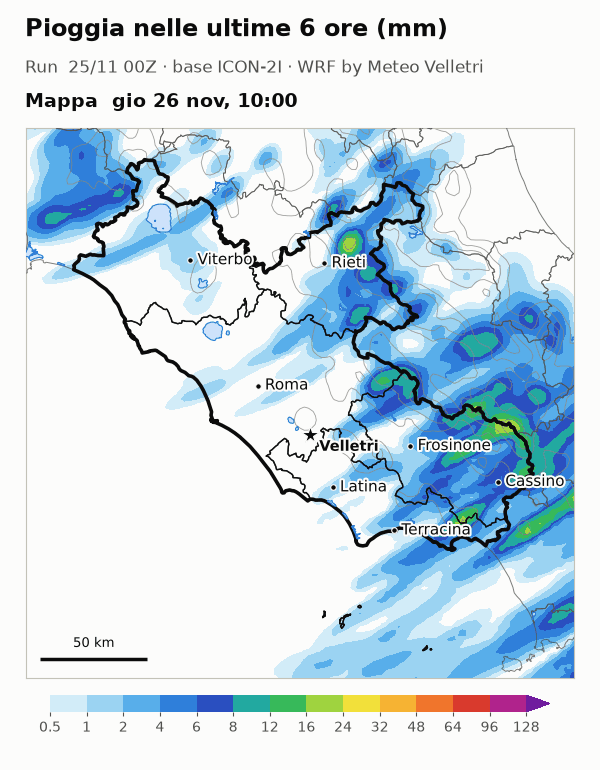 Pioggia nelle ultime 6 ore (mm)
Run  25/11 00Z · base ICON-2I · WRF by Meteo Velletri
Mappa  gio 26 nov, 10:00
Viterbo
Rieti
Roma
Velletri
Frosinone
Cassino
Latina
Terracina
50 km
0.5 1 2 4 6 8 12 16 24 32 48 64 96 128